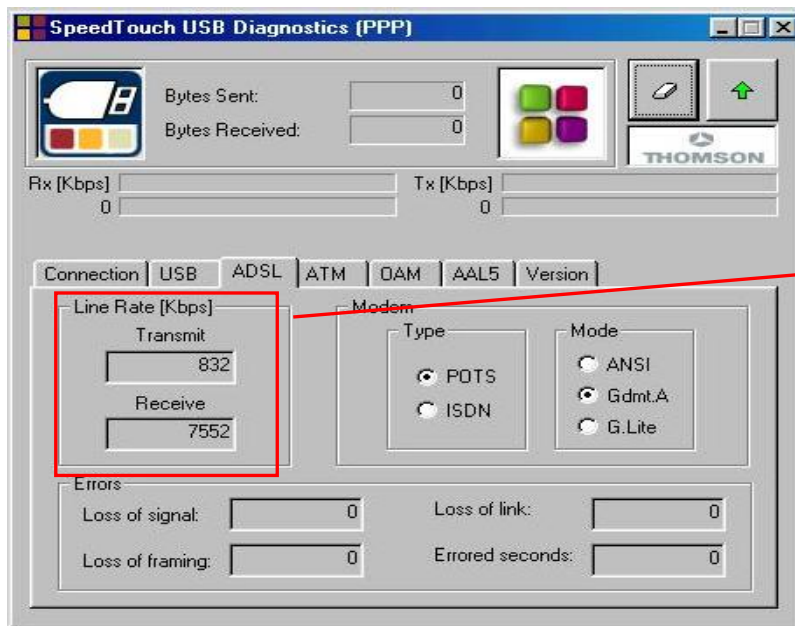 SpeedTouch USB Diagnostics (PPP)
Bytes Sent: 0
Bytes Received: 0
THOMSON
Rx [Kbps] Tx [Kbps]
0 0
Connection USB ADSL ATM OAM AAL5 Version
Line Rate [Kbps]
Transmit
832
Receive
7552
Modem
Type
POTS
ISDN
Mode
ANSI
Gdmt.A
G.Lite
Errors
Loss of signal: 0 Loss of link: 0
Loss of framing: 0 Errored seconds: 0